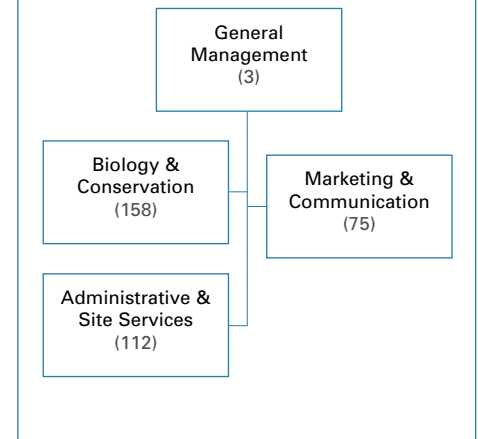 General
Management
(3)
Biology &
Conservation
(158)
Marketing &
Communication
(75)
Administrative &
Site Services
(112)